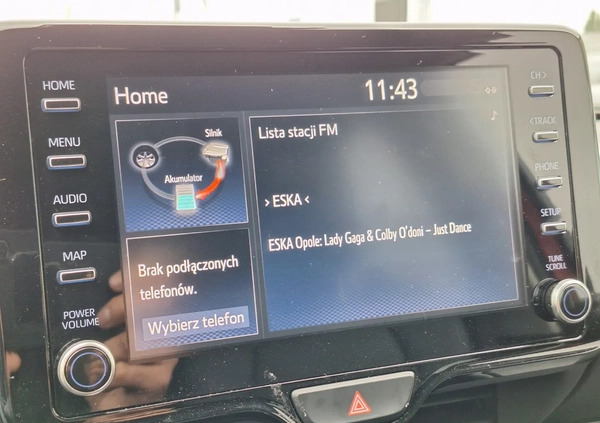 HOME
MENU
AUDIO
MAP
POWER
VOLUME
Home
11:43
Silnik
Akumulator
Brak podłączonych
telefonów.
Wybierz telefon
Lista stacji FM
› ESKA ‹
ESKA Opole: Lady Gaga & Colby O'doni – Just Dance
CH >
< TRACK
PHONE
SETUP
TUNE
SCROLL